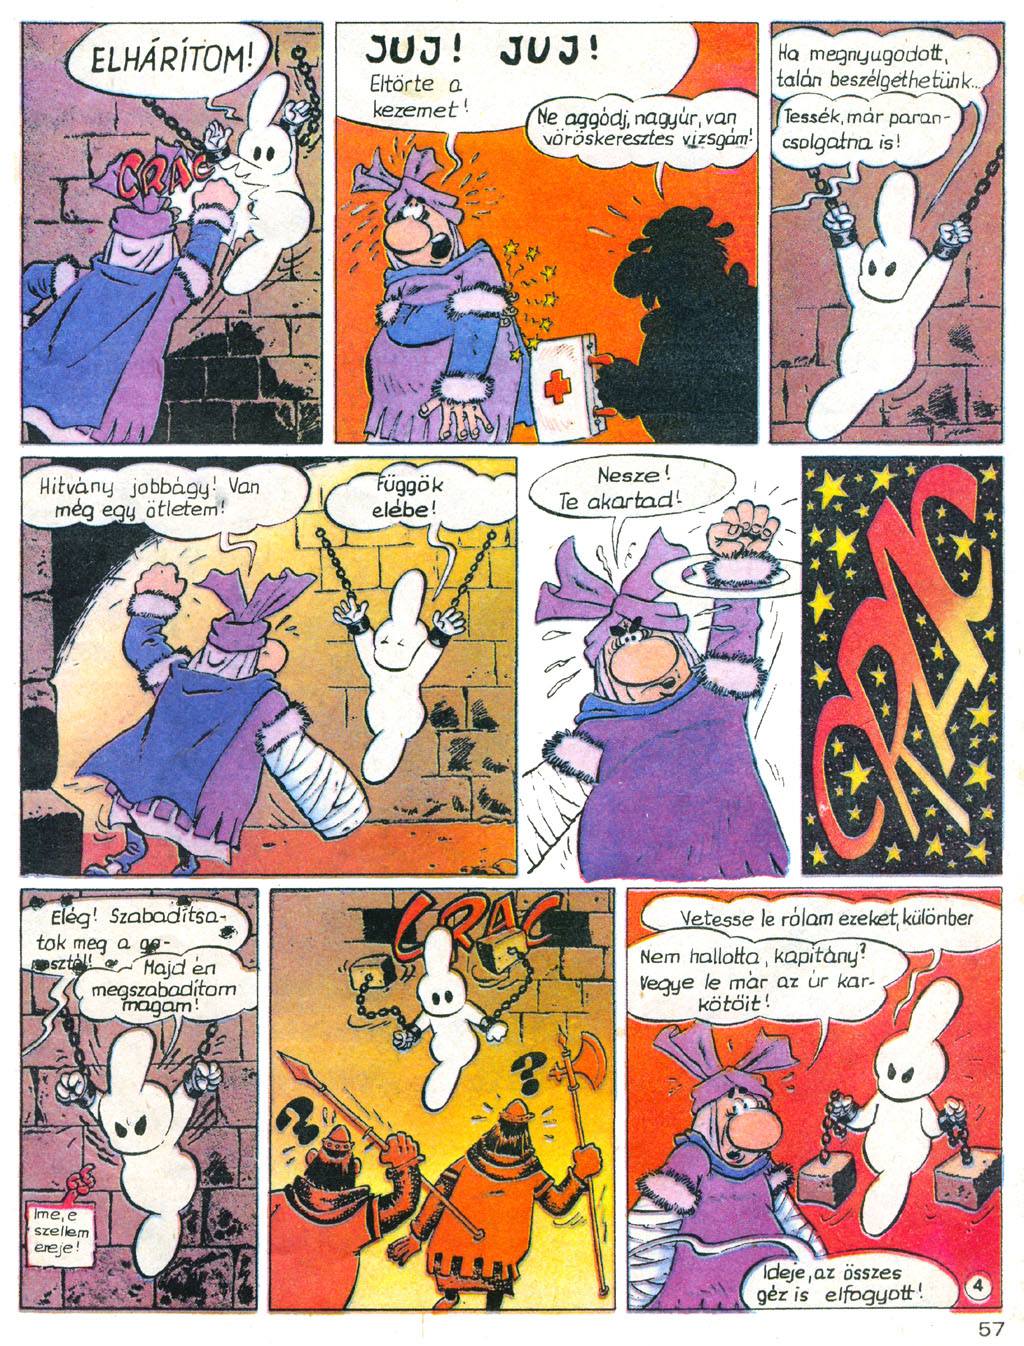 ELHÁRÍTOM!
CRAC
JUJ! JUJ!
Eltörte a
kezemet!
Ne aggódj, nagyúr, van
vöröskeresztes vizsgám!
Ha megnyugodott,
talán beszélgethetünk...
Tessék, már paran-
csolgatna is!
Hitvány jobbágy! Van
még egy ötletem!
Függök
elébe!
Nesze!
Te akartad!
CRAC
Elég! Szabadítsa-
tok meg a
Majd én
megszabadítom
magam!
Ime, e
szellem
ereje!
CRAC
?
?
Vetesse le rólam ezeket, különben
Nem hallotta, kapitány?
Vegye le már az úr kar-
kötőit!
Ideje, az összes
géz is elfogyott!
4
57